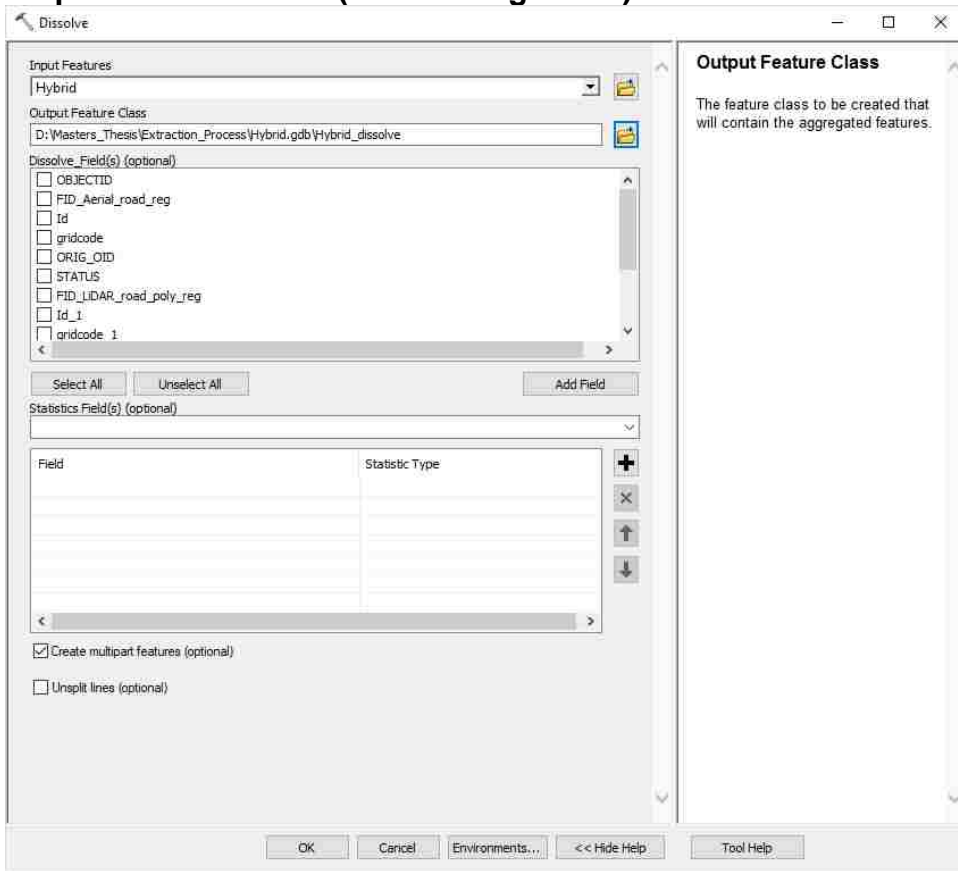 Dissolve
Input Features
Hybrid
Output Feature Class
D:\Masters_Thesis\Extraction_Process\Hybrid.gdb\Hybrid_dissolve
Dissolve_Field(s) (optional)
OBJECTID
FID_Aerial_road_reg
Id
gridcode
ORIG_OID
STATUS
FID_LiDAR_road_poly_reg
Id_1
gridcode_1
Select All
Unselect All
Add Field
Statistics Field(s) (optional)
Field
Statistic Type
Create multipart features (optional)
Unsplit lines (optional)
OK
Cancel
Environments...
<< Hide Help
Tool Help
Output Feature Class
The feature class to be created that
will contain the aggregated features.